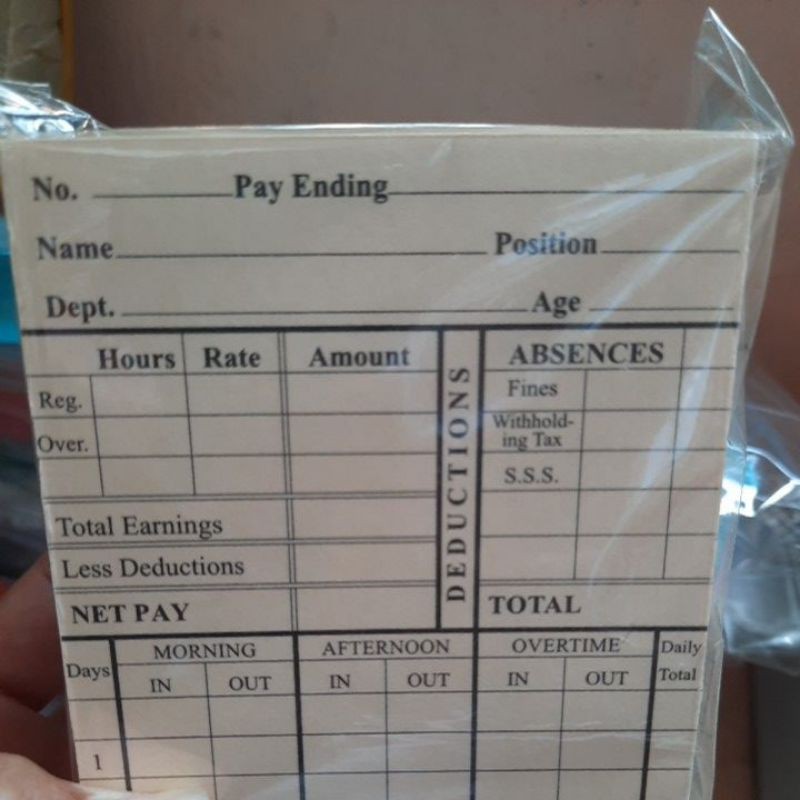 No. Pay Ending
Name Position
Dept. Age
Hours Rate Amount DEDUCTIONS ABSENCES
Reg. Fines
Over. Withhold-
ing Tax
S.S.S.
Total Earnings
Less Deductions
NET PAY TOTAL
Days MORNING AFTERNOON OVERTIME Daily
IN OUT IN OUT IN OUT Total
1